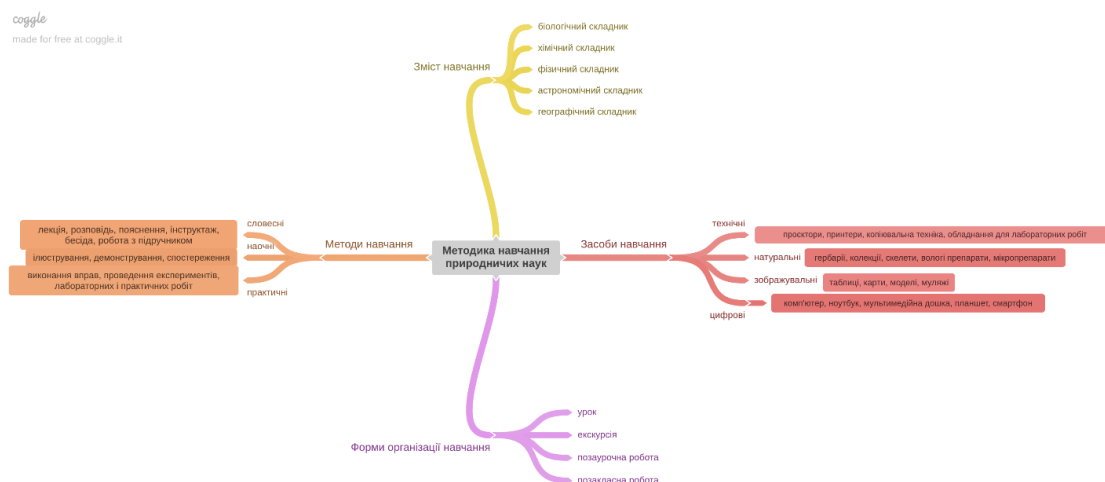 coggle
made for free at coggle.it
біологічний складник
хімічний складник
Зміст навчання
фізичний складник
астрономічний складник
географічний складник
словесні
лекція, розповідь, пояснення, інструктаж,
бесіда, робота з підручником
наочні
ілюстрування, демонстрування, спостереження
виконання вправ, проведення експериментів,
лабораторних і практичних робіт
практичні
Методи навчання
Методика навчання
природничих наук
Засоби навчання
технічні
проєктори, принтери, копіювальна техніка, обладнання для лабораторних робіт
натуральні
гербарії, колекції, скелети, вологі препарати, мікропрепарати
зображувальні
таблиці, карти, моделі, муляжі
комп'ютер, ноутбук, мультимедійна дошка, планшет, смартфон
цифрові
урок
екскурсія
Форми організації навчання
позаурочна робота
позакласна робота